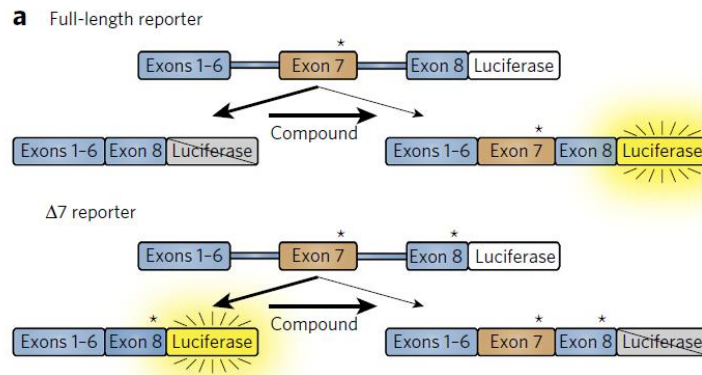 a Full-length reporter
*
Exons 1–6 Exon 7 Exon 8 Luciferase
Compound
*
Exons 1–6 Exon 8 Luciferase Exons 1–6 Exon 7 Exon 8 Luciferase
Δ7 reporter
* *
Exons 1–6 Exon 7 Exon 8 Luciferase
Compound
* * *
Exons 1–6 Exon 8 Luciferase Exons 1–6 Exon 7 Exon 8 Luciferase